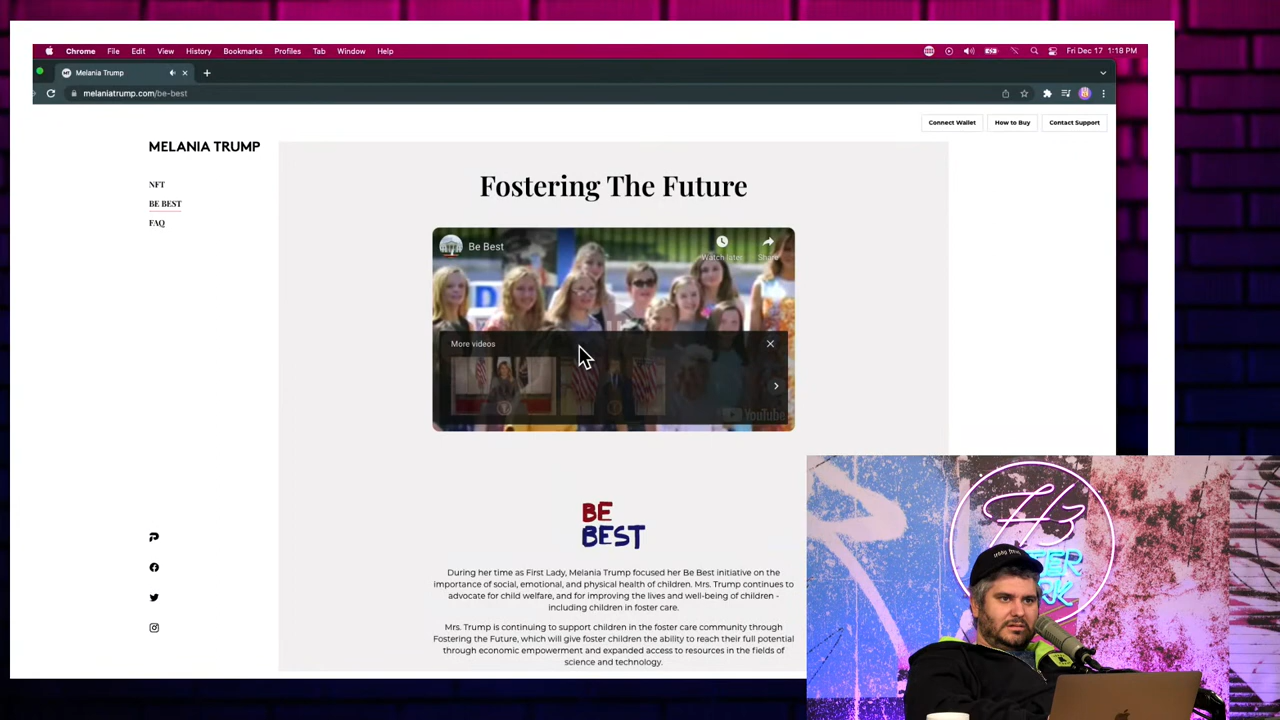 Chrome File Edit View History Bookmarks Profiles Tab Window Help
Fri Dec 17 1:18 PM
Melania Trump
melaniatrump.com/be-best
Connect Wallet How to Buy Contact Support
MELANIA TRUMP
NFT
BE BEST
FAQ
Fostering The Future
Be Best
Watch later Share
More videos
YouTube
BE
BEST
During her time as First Lady, Melania Trump focused her Be Best initiative on the
importance of social, emotional, and physical health of children. Mrs. Trump continues to
advocate for child welfare, and for improving the lives and well-being of children -
including children in foster care.
Mrs. Trump is continuing to support children in the foster care community through
Fostering the Future, which will give foster children the ability to reach their full potential
through economic empowerment and expanded access to resources in the fields of
science and technology.
H3